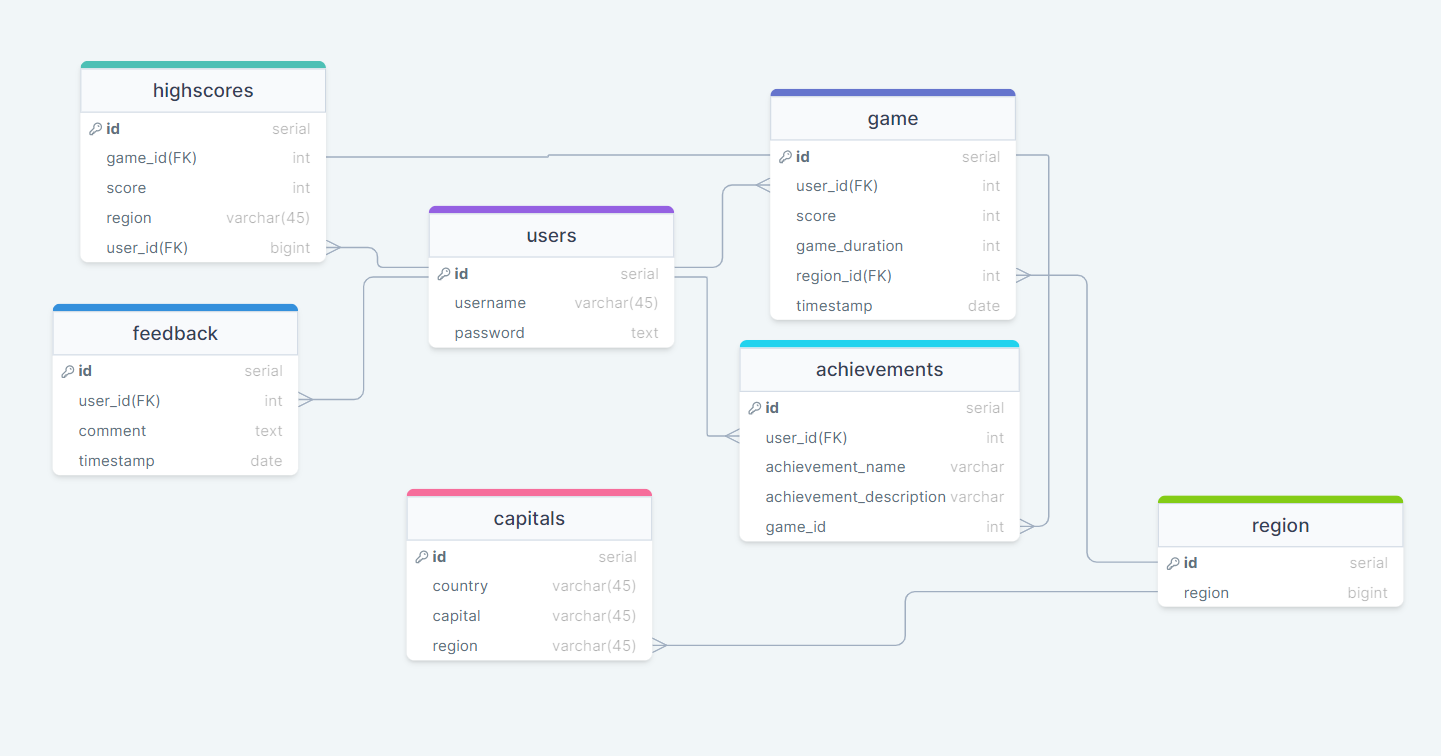 highscores
id serial
game_id(FK) int
score int
region varchar(45)
user_id(FK) bigint
game
id serial
user_id(FK) int
score int
game_duration int
region_id(FK) int
timestamp date
users
id serial
username varchar(45)
password text
feedback
id serial
user_id(FK) int
comment text
timestamp date
achievements
id serial
user_id(FK) int
achievement_name varchar
achievement_description varchar
game_id int
capitals
id serial
country varchar(45)
capital varchar(45)
region varchar(45)
region
id serial
region bigint